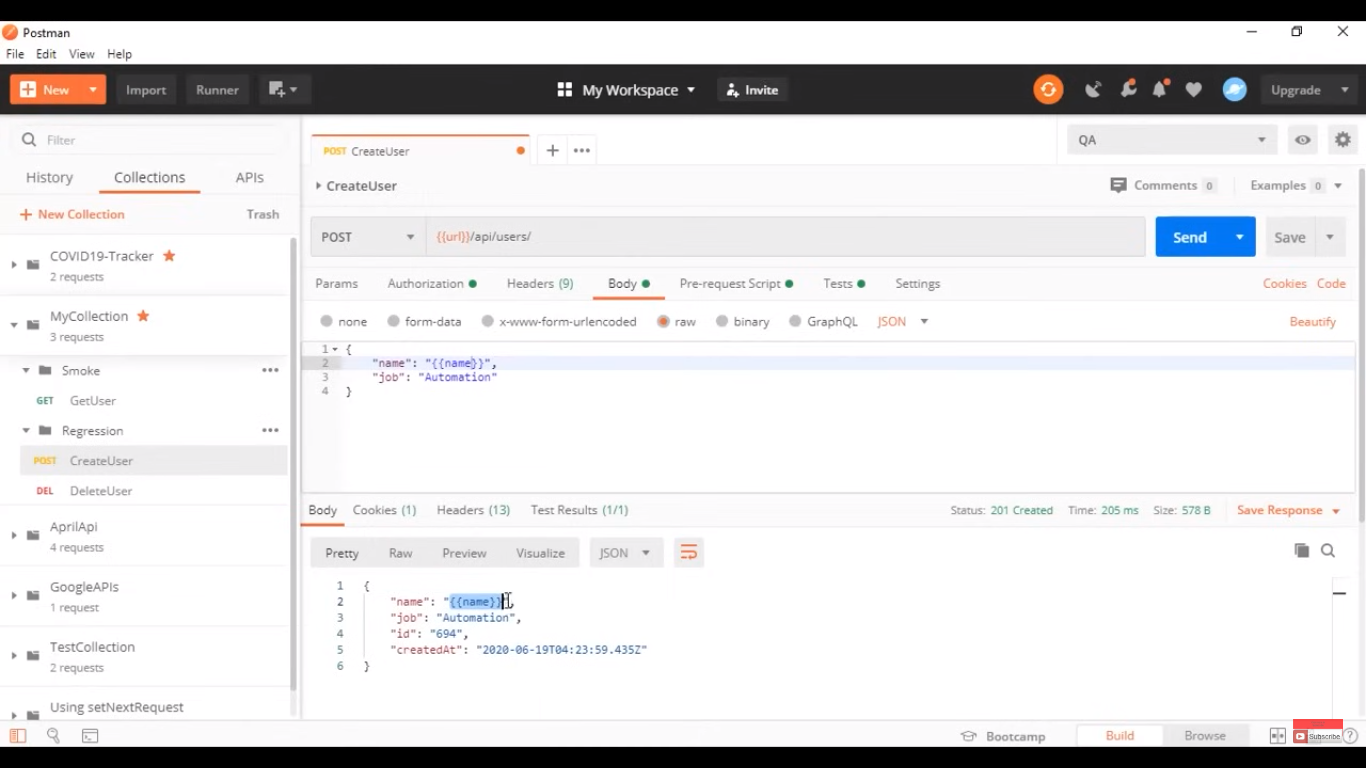 Postman
File Edit View Help
New Import Runner My Workspace Invite Upgrade
Filter
History Collections APIs
+ New Collection Trash
COVID19-Tracker
2 requests
MyCollection
3 requests
Smoke
GET GetUser
Regression
POST CreateUser
DEL DeleteUser
AprilApi
4 requests
GoogleAPIs
1 request
TestCollection
2 requests
Using setNextRequest
POST CreateUser
QA
CreateUser
Comments 0 Examples 0
POST {{url}}/api/users/ Send Save
Params Authorization Headers (9) Body Pre-request Script Tests Settings Cookies Code
none form-data x-www-form-urlencoded raw binary GraphQL JSON Beautify
1 {
2 "name": "{{name}}",
3 "job": "Automation"
4 }
Body Cookies (1) Headers (13) Test Results (1/1) Status: 201 Created Time: 205 ms Size: 578 B Save Response
Pretty Raw Preview Visualize JSON
1 {
2 "name": "{{name}}",
3 "job": "Automation",
4 "id": "694",
5 "createdAt": "2020-06-19T04:23:59.435Z"
6 }
Bootcamp Build Browse Subscribe